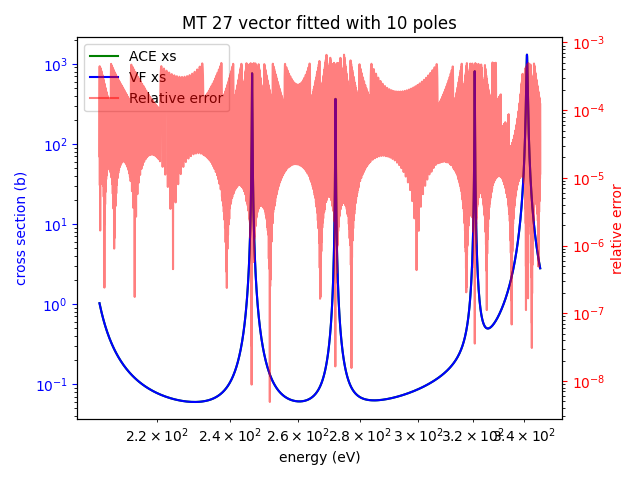 MT 27 vector fitted with 10 poles
ACE xs
VF xs
Relative error
10³
10²
10¹
10⁰
10⁻¹
cross section (b)
10⁻³
10⁻⁴
10⁻⁵
10⁻⁶
10⁻⁷
10⁻⁸
relative error
2.2 × 10² 2.4 × 10² 2.6 × 10² 2.8 × 10² 3 × 10² 3.2 × 10² 3.4 × 10²
energy (eV)